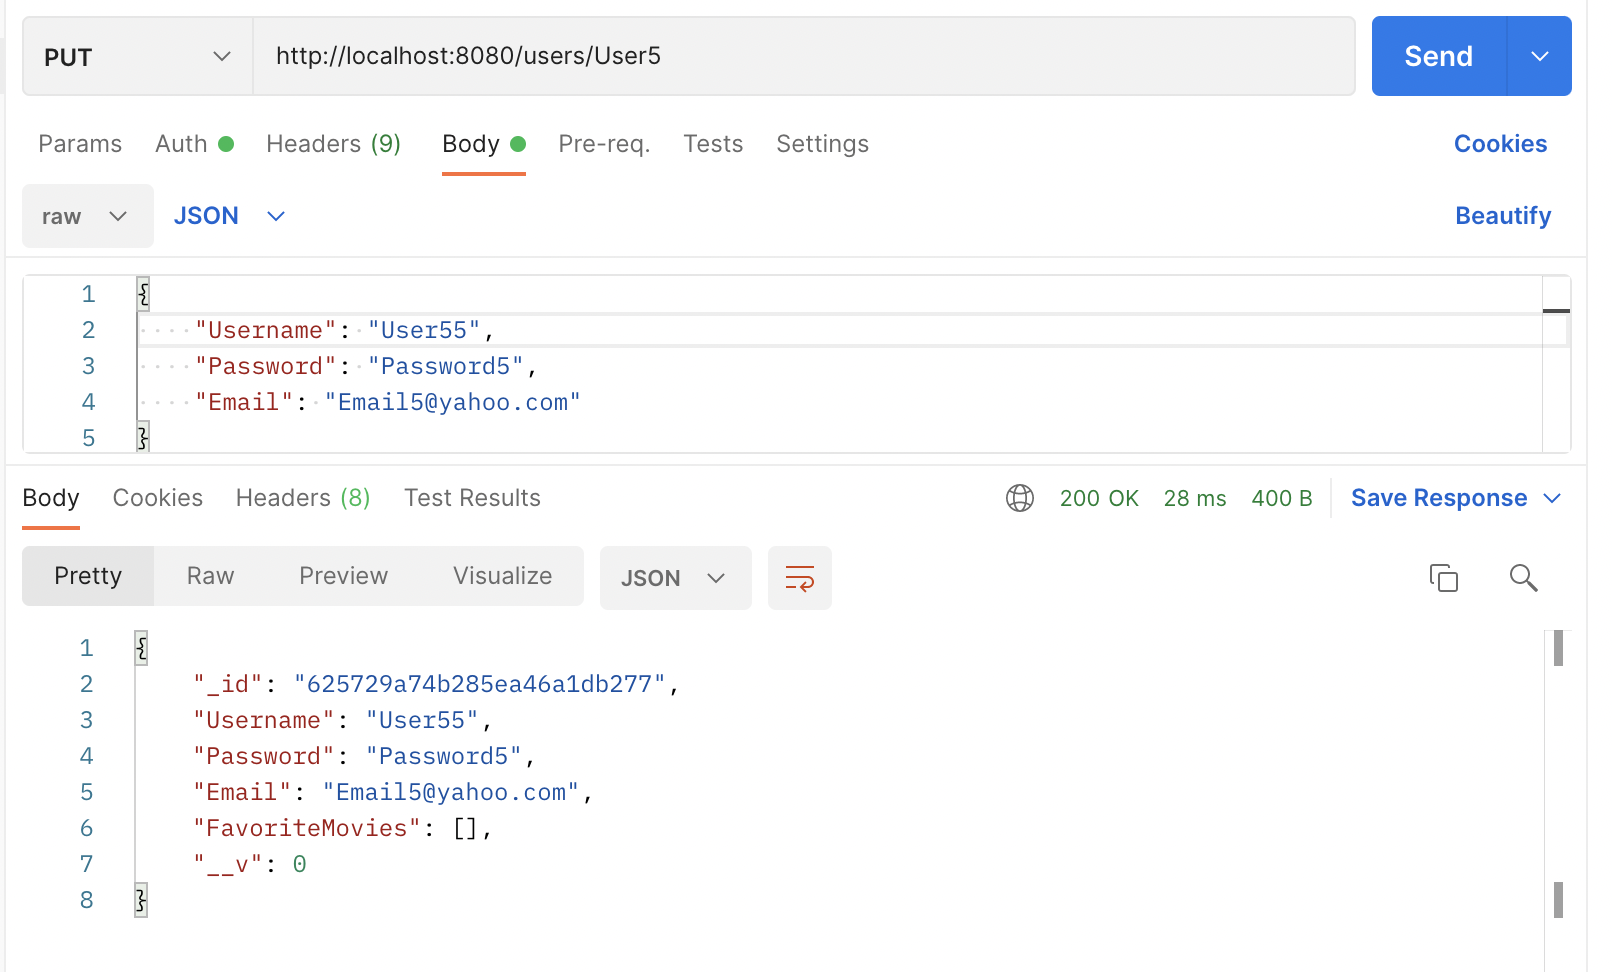 PUT http://localhost:8080/users/User5 Send
Params Auth Headers (9) Body Pre-req. Tests Settings Cookies
raw JSON Beautify
1 {
2 "Username": "User55",
3 "Password": "Password5",
4 "Email": "Email5@yahoo.com"
5 }
Body Cookies Headers (8) Test Results 200 OK 28 ms 400 B Save Response
Pretty Raw Preview Visualize JSON
1 {
2 "_id": "625729a74b285ea46a1db277",
3 "Username": "User55",
4 "Password": "Password5",
5 "Email": "Email5@yahoo.com",
6 "FavoriteMovies": [],
7 "__v": 0
8 }